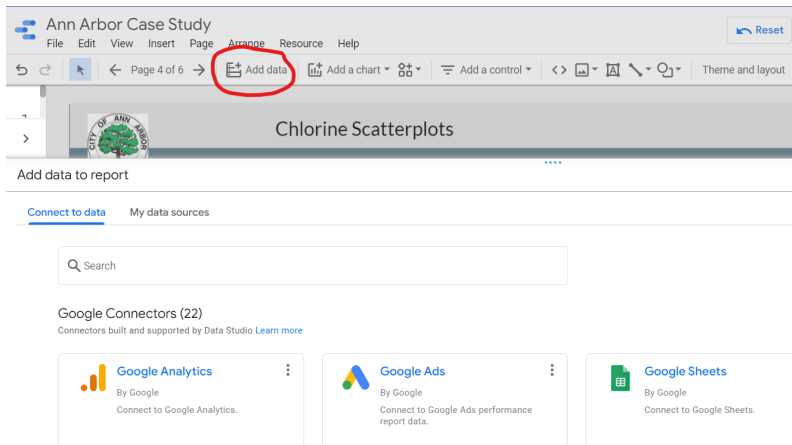 Ann Arbor Case Study
File Edit View Insert Page Arrange Resource Help
Reset
Page 4 of 6 Add data Add a chart Add a control Theme and layout
CITY OF ANN ARBOR
Chlorine Scatterplots
Add data to report
Connect to data My data sources
Search
Google Connectors (22)
Connectors built and supported by Data Studio Learn more
Google Analytics
By Google
Connect to Google Analytics.
Google Ads
By Google
Connect to Google Ads performance
report data.
Google Sheets
By Google
Connect to Google Sheets.